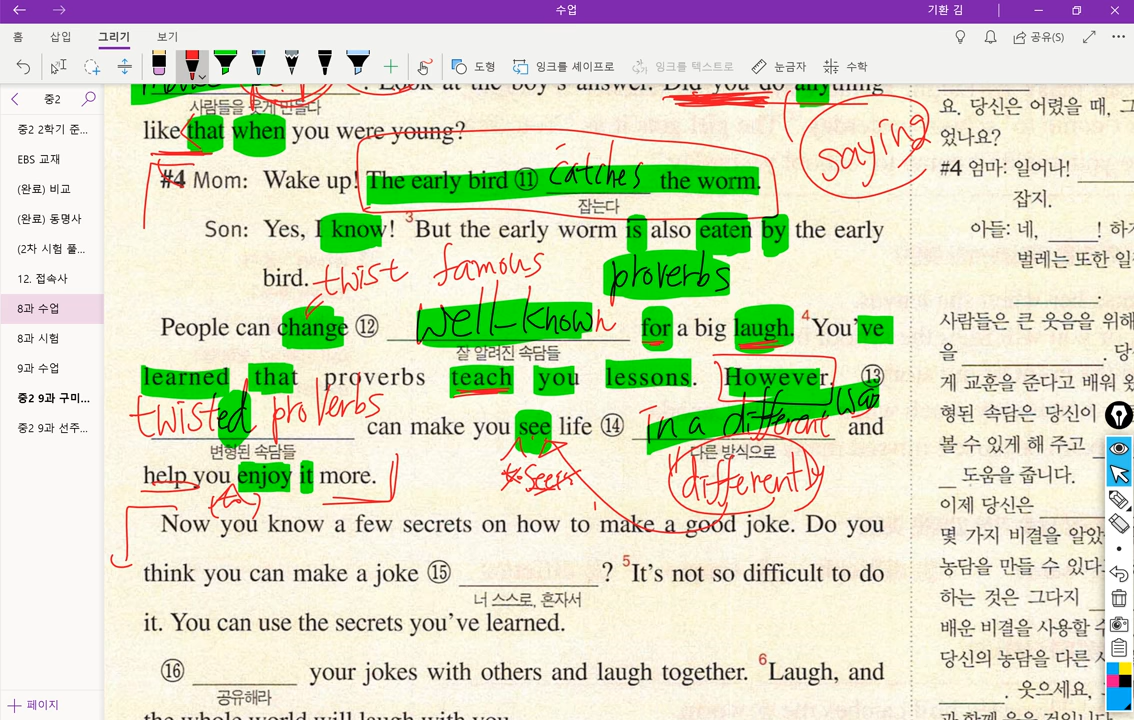 수업
기환 김
홈 삽입 그리기 보기
공유(S)
도형 잉크를 셰이프로 잉크를 텍스트로 눈금자 수학
중2
중2 2학기 준...
EBS 교재
(완료) 비교
(완료) 동명사
(2차 시험 풀...
12. 접속사
8과 수업
8과 시험
9과 수업
중2 9과 구미...
중2 9과 선주...
페이지
Look at the boy's answer. Did you do anything
사람들을 웃게 만들다
like that when you were young?
saying
#4 Mom: Wake up! The early bird ⑪ catches the worm.
잡는다
Son: Yes, I know! 3But the early worm is also eaten by the early
bird.
twist famous proverbs
People can change ⑫ well-known for a big laugh. 4You've
잘 알려진 속담들
learned that proverbs teach you lessons. However, ⑬
twisted proverbs can make you see life ⑭ in a different way and
변형된 속담들 다른 방식으로
help you enjoy it more.
(to) differently
Now you know a few secrets on how to make a good joke. Do you
think you can make a joke ⑮ ? 5It's not so difficult to do
너 스스로, 혼자서
it. You can use the secrets you've learned.
⑯ your jokes with others and laugh together. 6Laugh, and
공유해라
the whole world will laugh with you.
요. 당신은 어렸을 때, 그
었나요?
#4 엄마: 일어나!
잡지.
아들: 네, ! 하지
벌레는 또한 일
사람들은 큰 웃음을 위해
을 . 당
게 교훈을 준다고 배워 왔
형된 속담은 당신이
볼 수 있게 해 주고
도움을 줍니다.
이제 당신은
몇 가지 비결을 알았
농담을 만들 수 있다고
하는 것은 그다지
배운 비결을 사용할 수
당신의 농담을 다른 사
. 웃으세요,